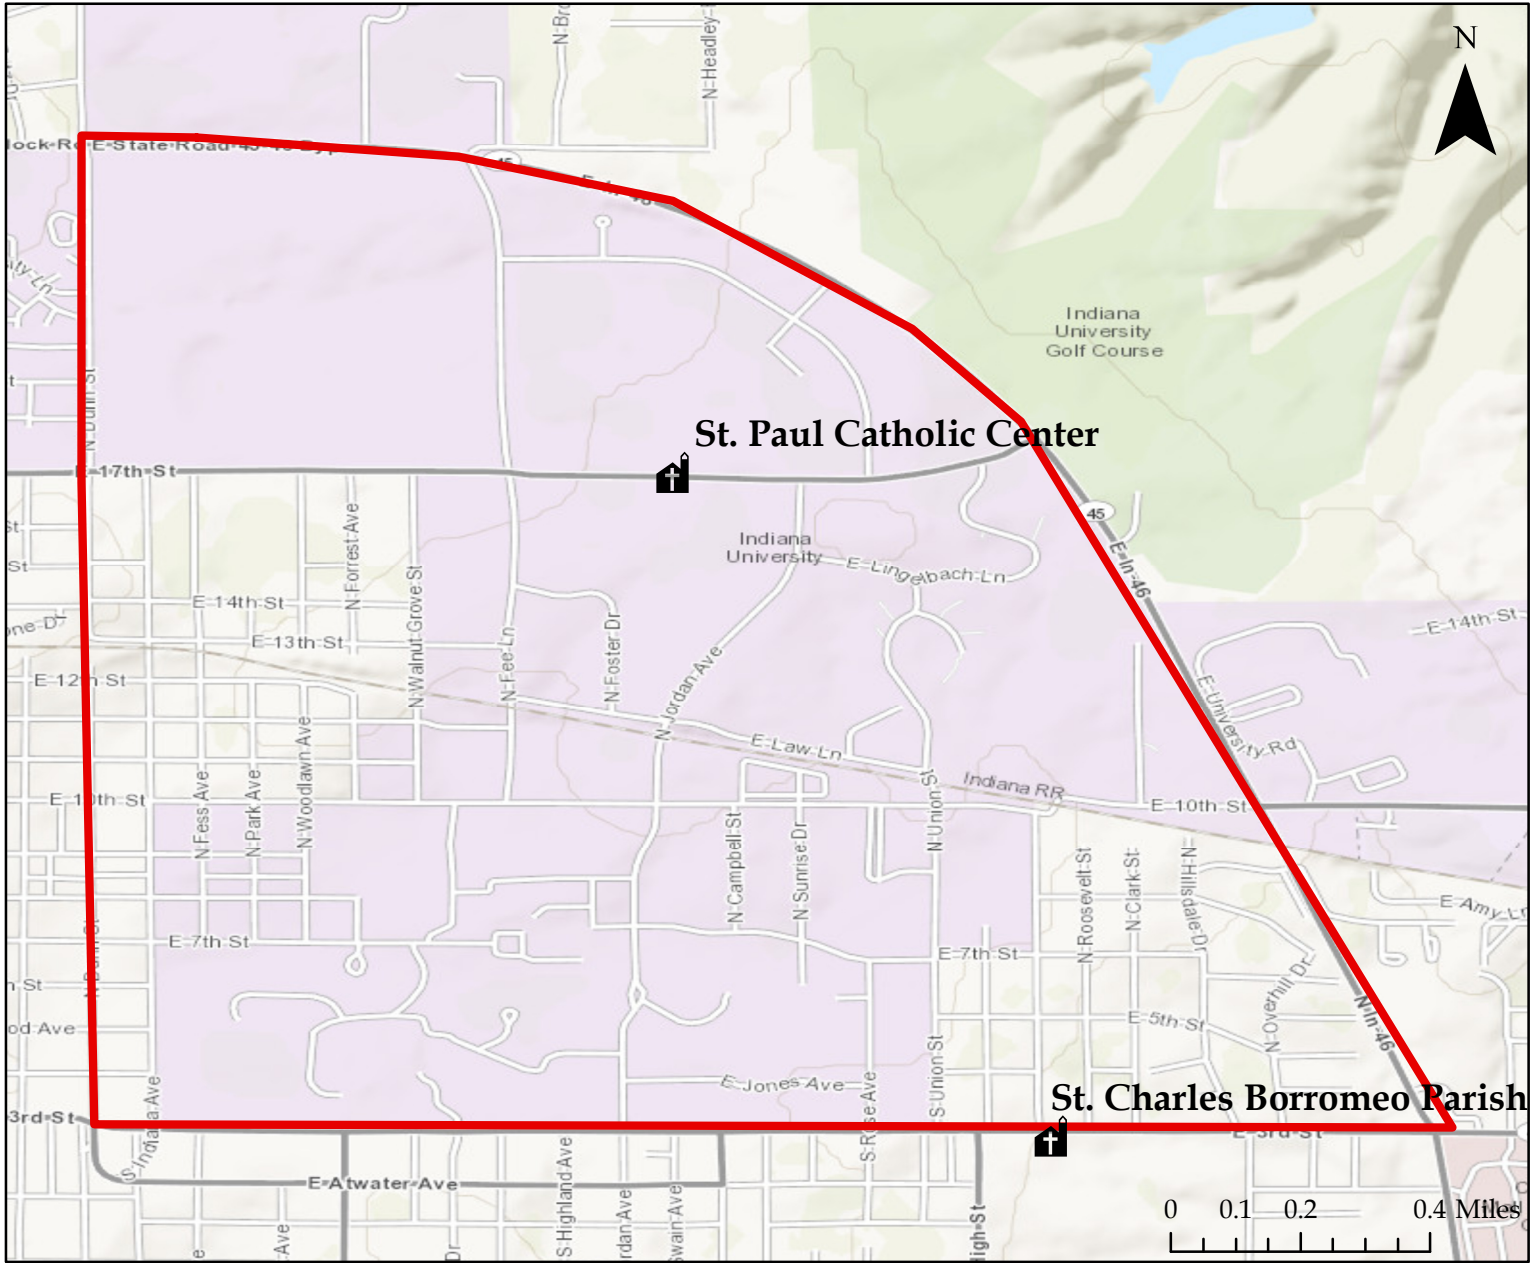 N-Headley-
N
E-State-Road-45-46-Byp
45
Indiana
University
Golf Course
N-Dunn-St
St. Paul Catholic Center
E-17th-St
45
E-In-46
Indiana
University
E-Lingelbach-Ln
St
St
N-Forrest-Ave
E-14th-St
N-Walnut-Grove-St
E-13th-St
E-14th-St
N-Fee-Ln
N-Foster-Dr
E-12th-St
N-Jordan-Ave
E-University-Rd
E-Law-Ln
N-Woodlawn-Ave
Indiana RR
E-10th-St
E-10th-St
N-Fess-Ave
N-Park-Ave
N-Campbell-St
N-Sunrise-Dr
N-Union-St
N-Roosevelt-St
N-Clark-St
N-Hillsdale-Dr
E-Amy-Ln
E-7th-St
E-7th-St
N-Overhill-Dr
E-5th-St
N-In-46
S-Indiana-Ave
E-Jones-Ave
S-Rose-Ave
S-Union-St
St. Charles Borromeo Parish
3rd-St
E-3rd-St
E-Atwater-Ave
S-Highland-Ave
0 0.1 0.2 0.4 Miles